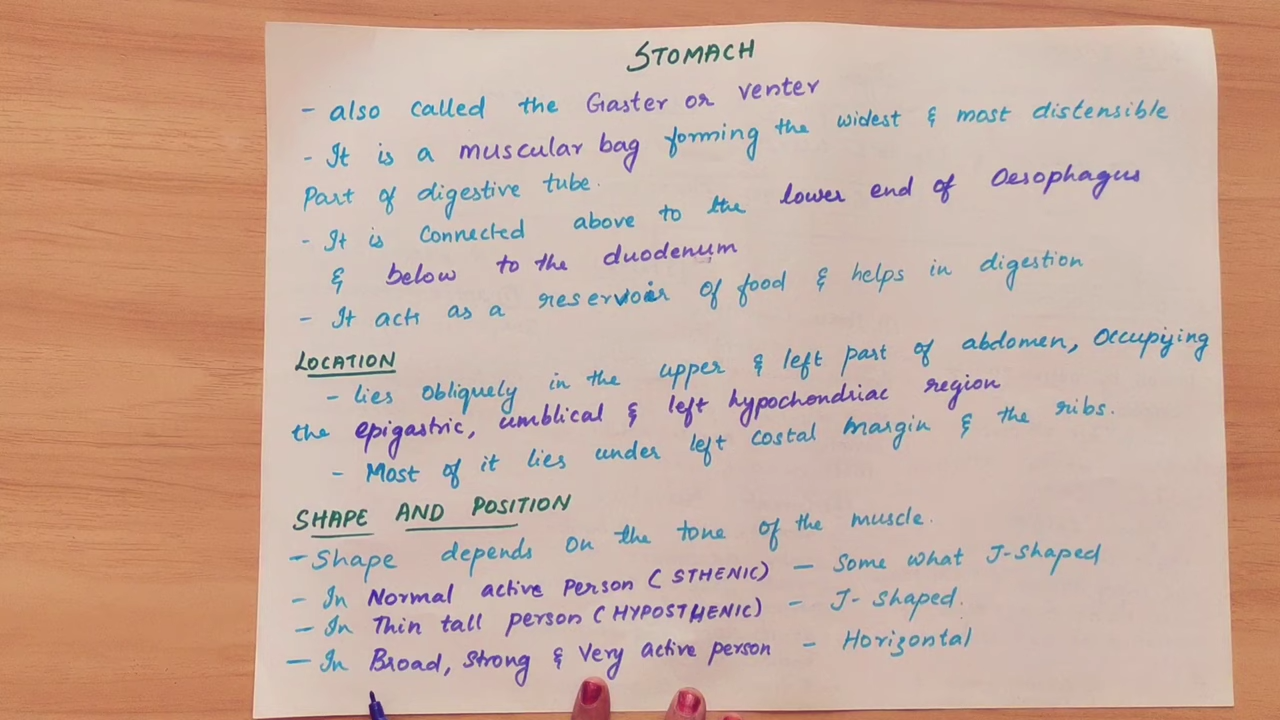 STOMACH
- also called the Gaster or venter
- It is a muscular bag forming the widest & most distensible
Part of digestive tube.
- It is connected above to the lower end of Oesophagus
& below to the duodenum
- It acts as a reservoir of food & helps in digestion
LOCATION
- lies obliquely in the upper & left part of abdomen, Occupying
the epigastric, umblical & left hypochondriac region
- Most of it lies under left costal margin & the ribs.
SHAPE AND POSITION
- Shape depends on the tone of the muscle.
- In Normal active Person (STHENIC) - Some what J-shaped
- In Thin tall person (HYPOSTHENIC) - J-shaped.
- In Broad, Strong & Very active person - Horizontal